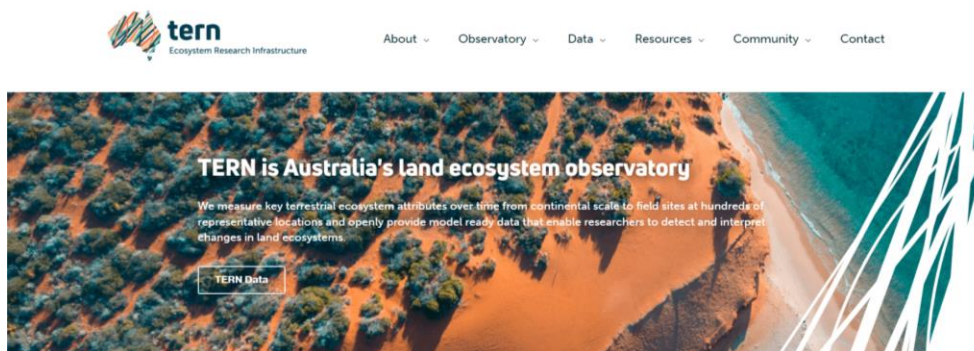 tern
Ecosystem Research Infrastructure
About
Observatory
Data
Resources
Community
Contact
TERN is Australia's land ecosystem observatory
We measure key terrestrial ecosystem attributes over time from continental scale to field sites at hundreds of
representative locations and openly provide model ready data that enable researchers to detect and interpret
changes in land ecosystems.
TERN Data